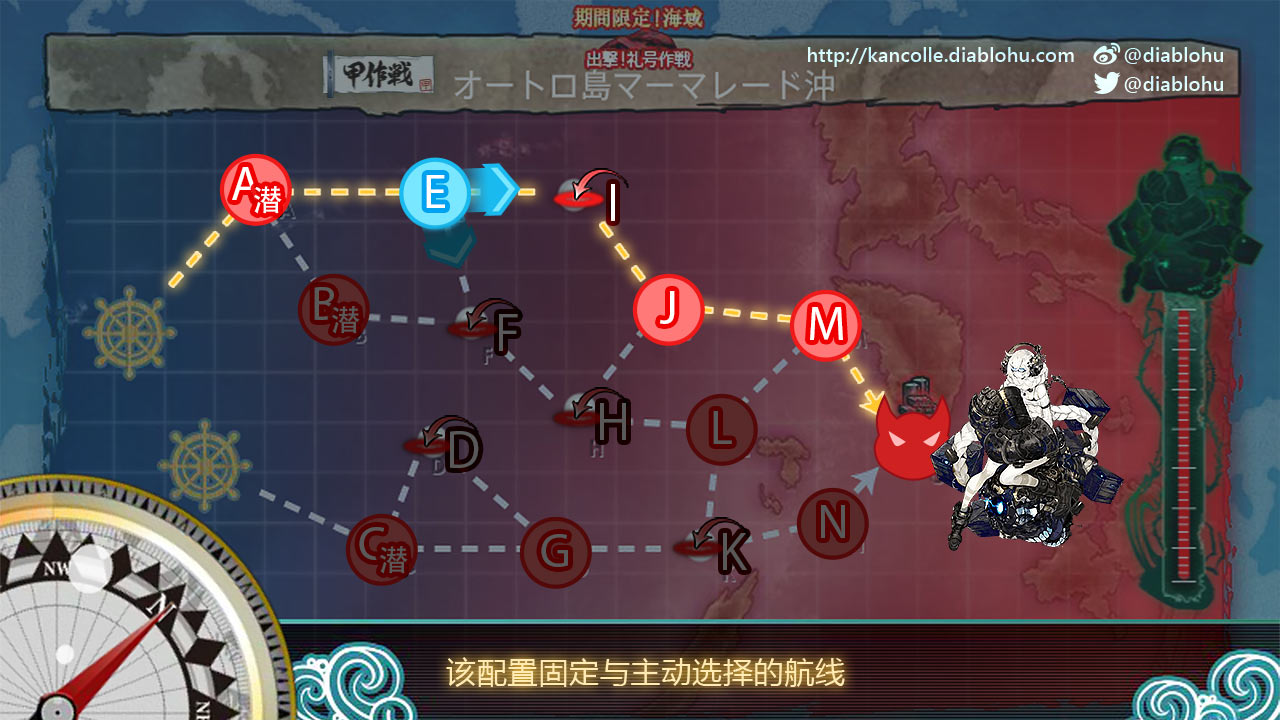 期間限定!海域
出撃!礼号作戦
甲作戦
オートロ島マーマレード沖
http://kancolle.diablohu.com
@diablohu
@diablohu
A潜
E
I
B潜
F
J
M
D
H
L
C潜
G
K
N
NW
N
该配置固定与主动选择的航线